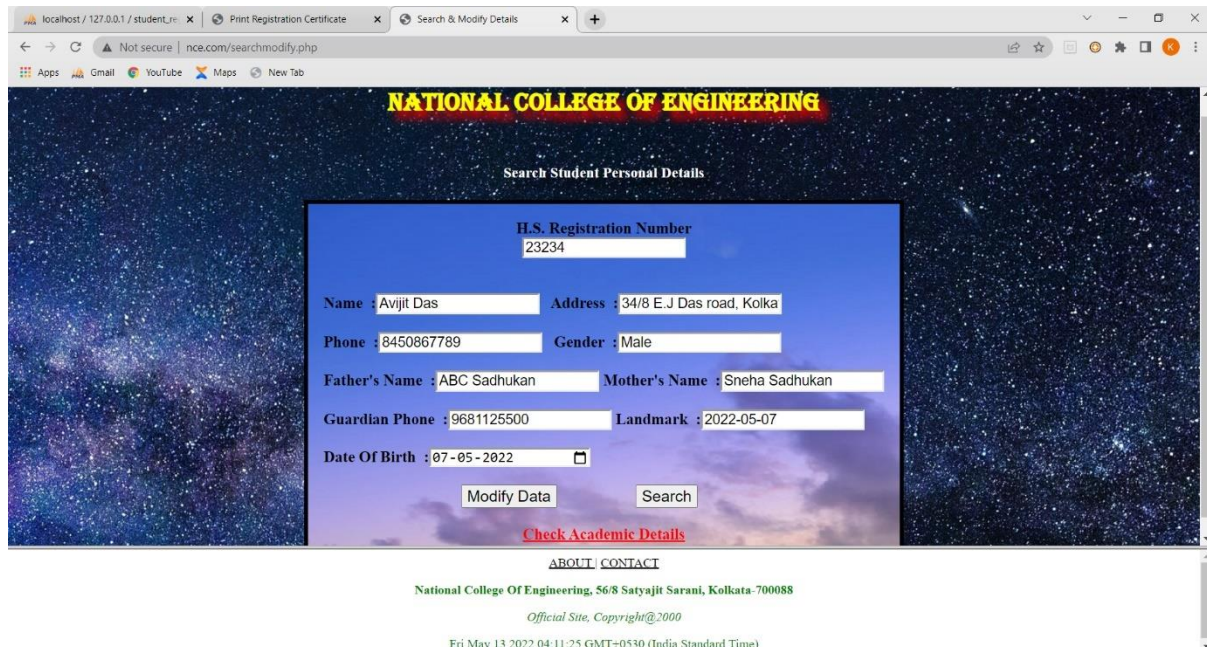 localhost / 127.0.0.1 / student_re
Print Registration Certificate
Search & Modify Details
Not secure | nce.com/searchmodify.php
K
Apps Gmail YouTube Maps New Tab
NATIONAL COLLEGE OF ENGINEERING
Search Student Personal Details
H.S. Registration Number
23234
Name : Avijit Das Address : 34/8 E.J Das road, Kolka
Phone : 8450867789 Gender : Male
Father's Name : ABC Sadhukan Mother's Name : Sneha Sadhukan
Guardian Phone : 9681125500 Landmark : 2022-05-07
Date Of Birth : 07-05-2022
Modify Data Search
Check Academic Details
ABOUT | CONTACT
National College Of Engineering, 56/8 Satyajit Sarani, Kolkata-700088
Official Site, Copyright@2000
Fri May 13 2022 04:11:25 GMT+0530 (India Standard Time)